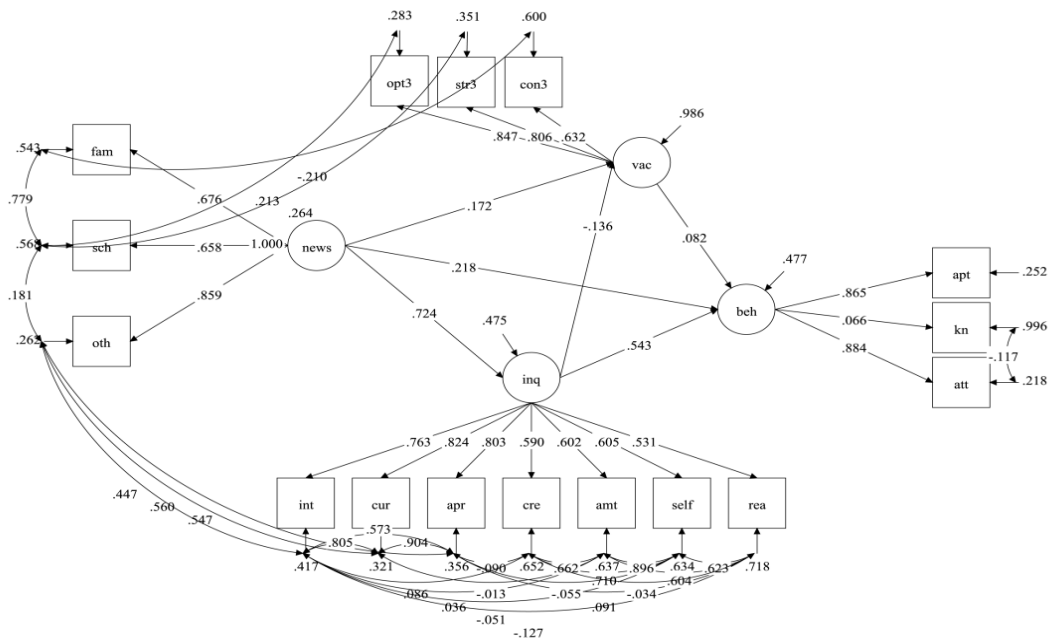 .283 .351 .600
opt3 str3 con3
.986
.847 .806 .632
vac
.543 fam
-.210
.779 .676 .213
.172
.264
-.136
sch .658 1.000 news
.082
.218
.477
apt .252
.181 .859
.865
beh
.724
.066 kn .996
.475
.543
.884
-.117
oth
inq
att .218
.763 .824 .803 .590 .602 .605 .531
.447
.560
.547
int cur apr cre amt self rea
.573
.805 .904
.417 .321 .356 -.090 .652 .662 .637 .896 .634 .623 .718
.710 .604
.086 -.013 -.055 -.034
.036 .091
-.051
-.127